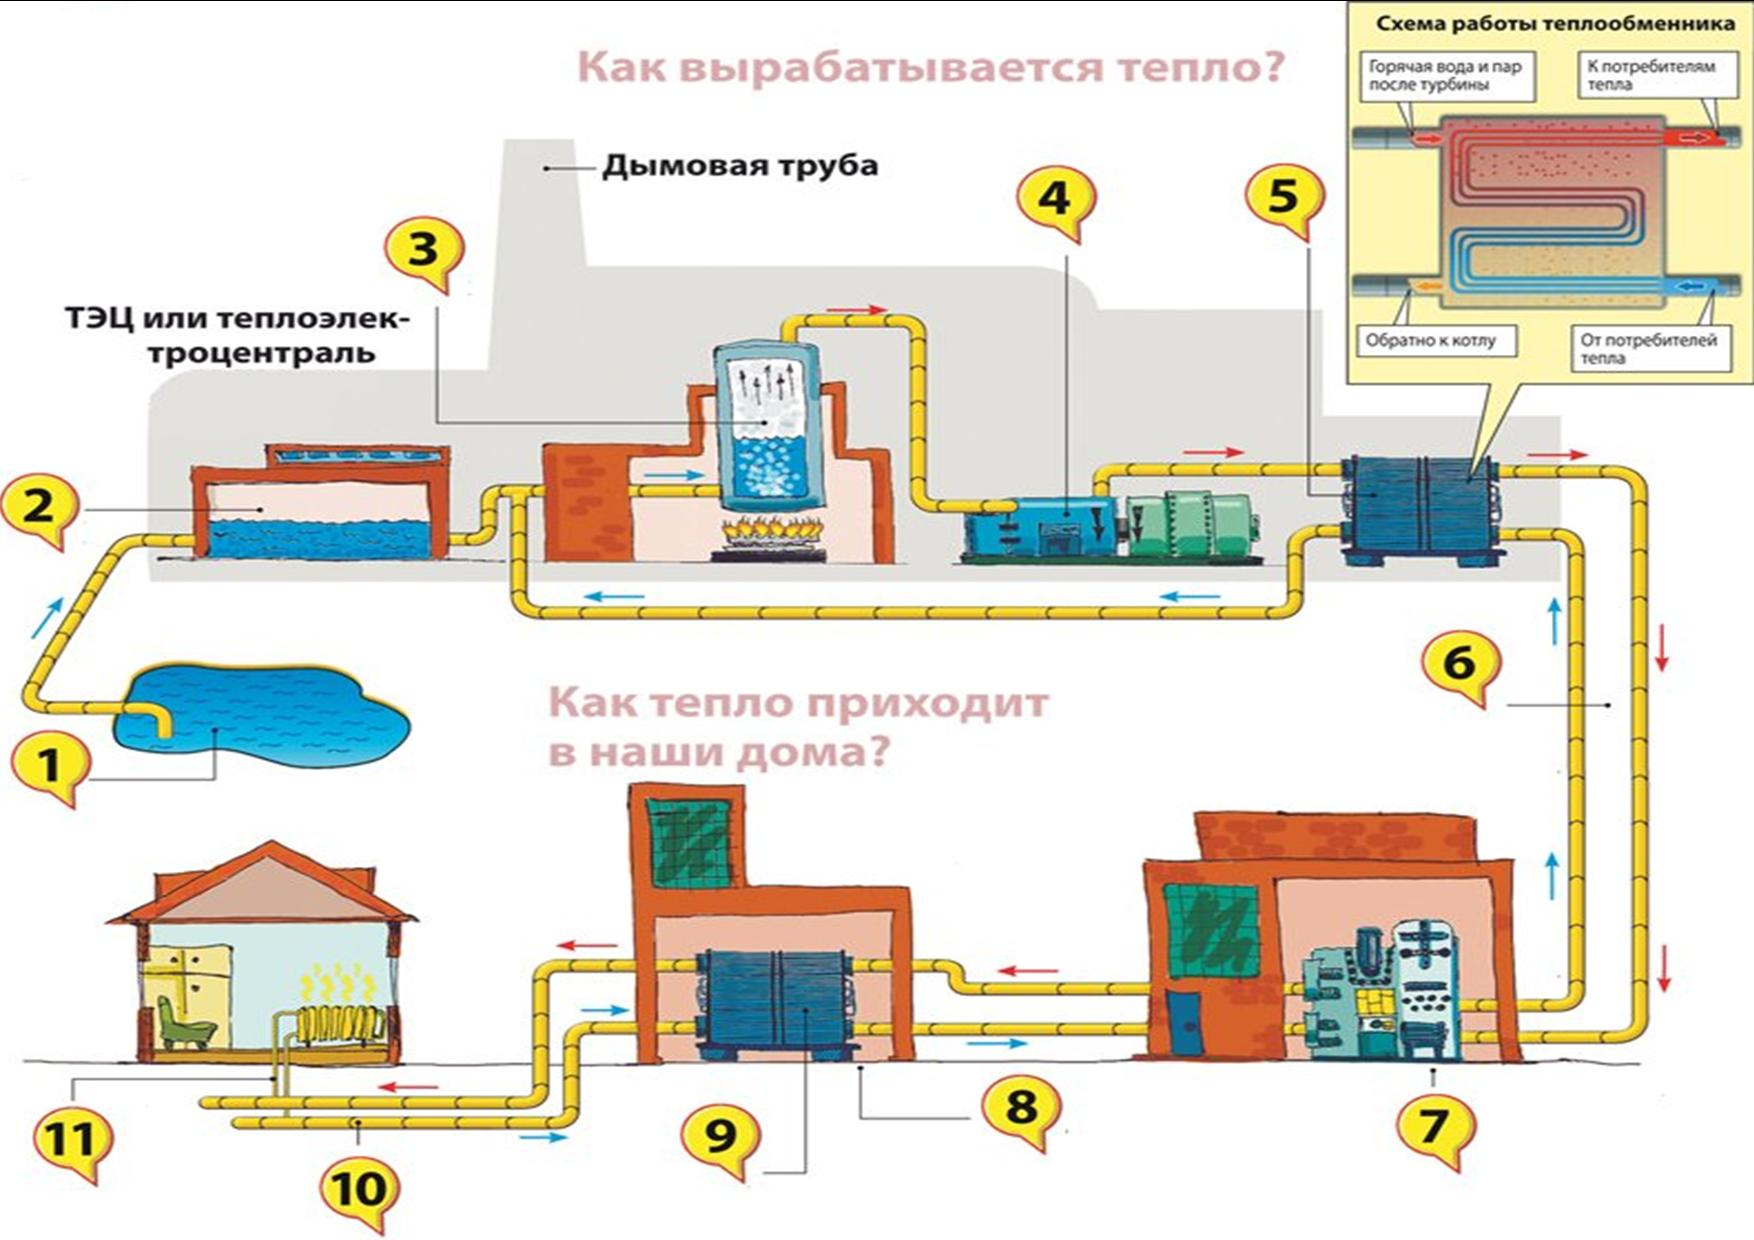 Схема работы теплообменника
Горячая вода и пар
после турбины
К потребителям
тепла
Обратно к котлу
От потребителей
тепла
Как вырабатывается тепло?
Дымовая труба
ТЭЦ или теплоэлек-
троцентраль
3
4
5
2
1
6
Как тепло приходит
в наши дома?
11
10
9
8
7